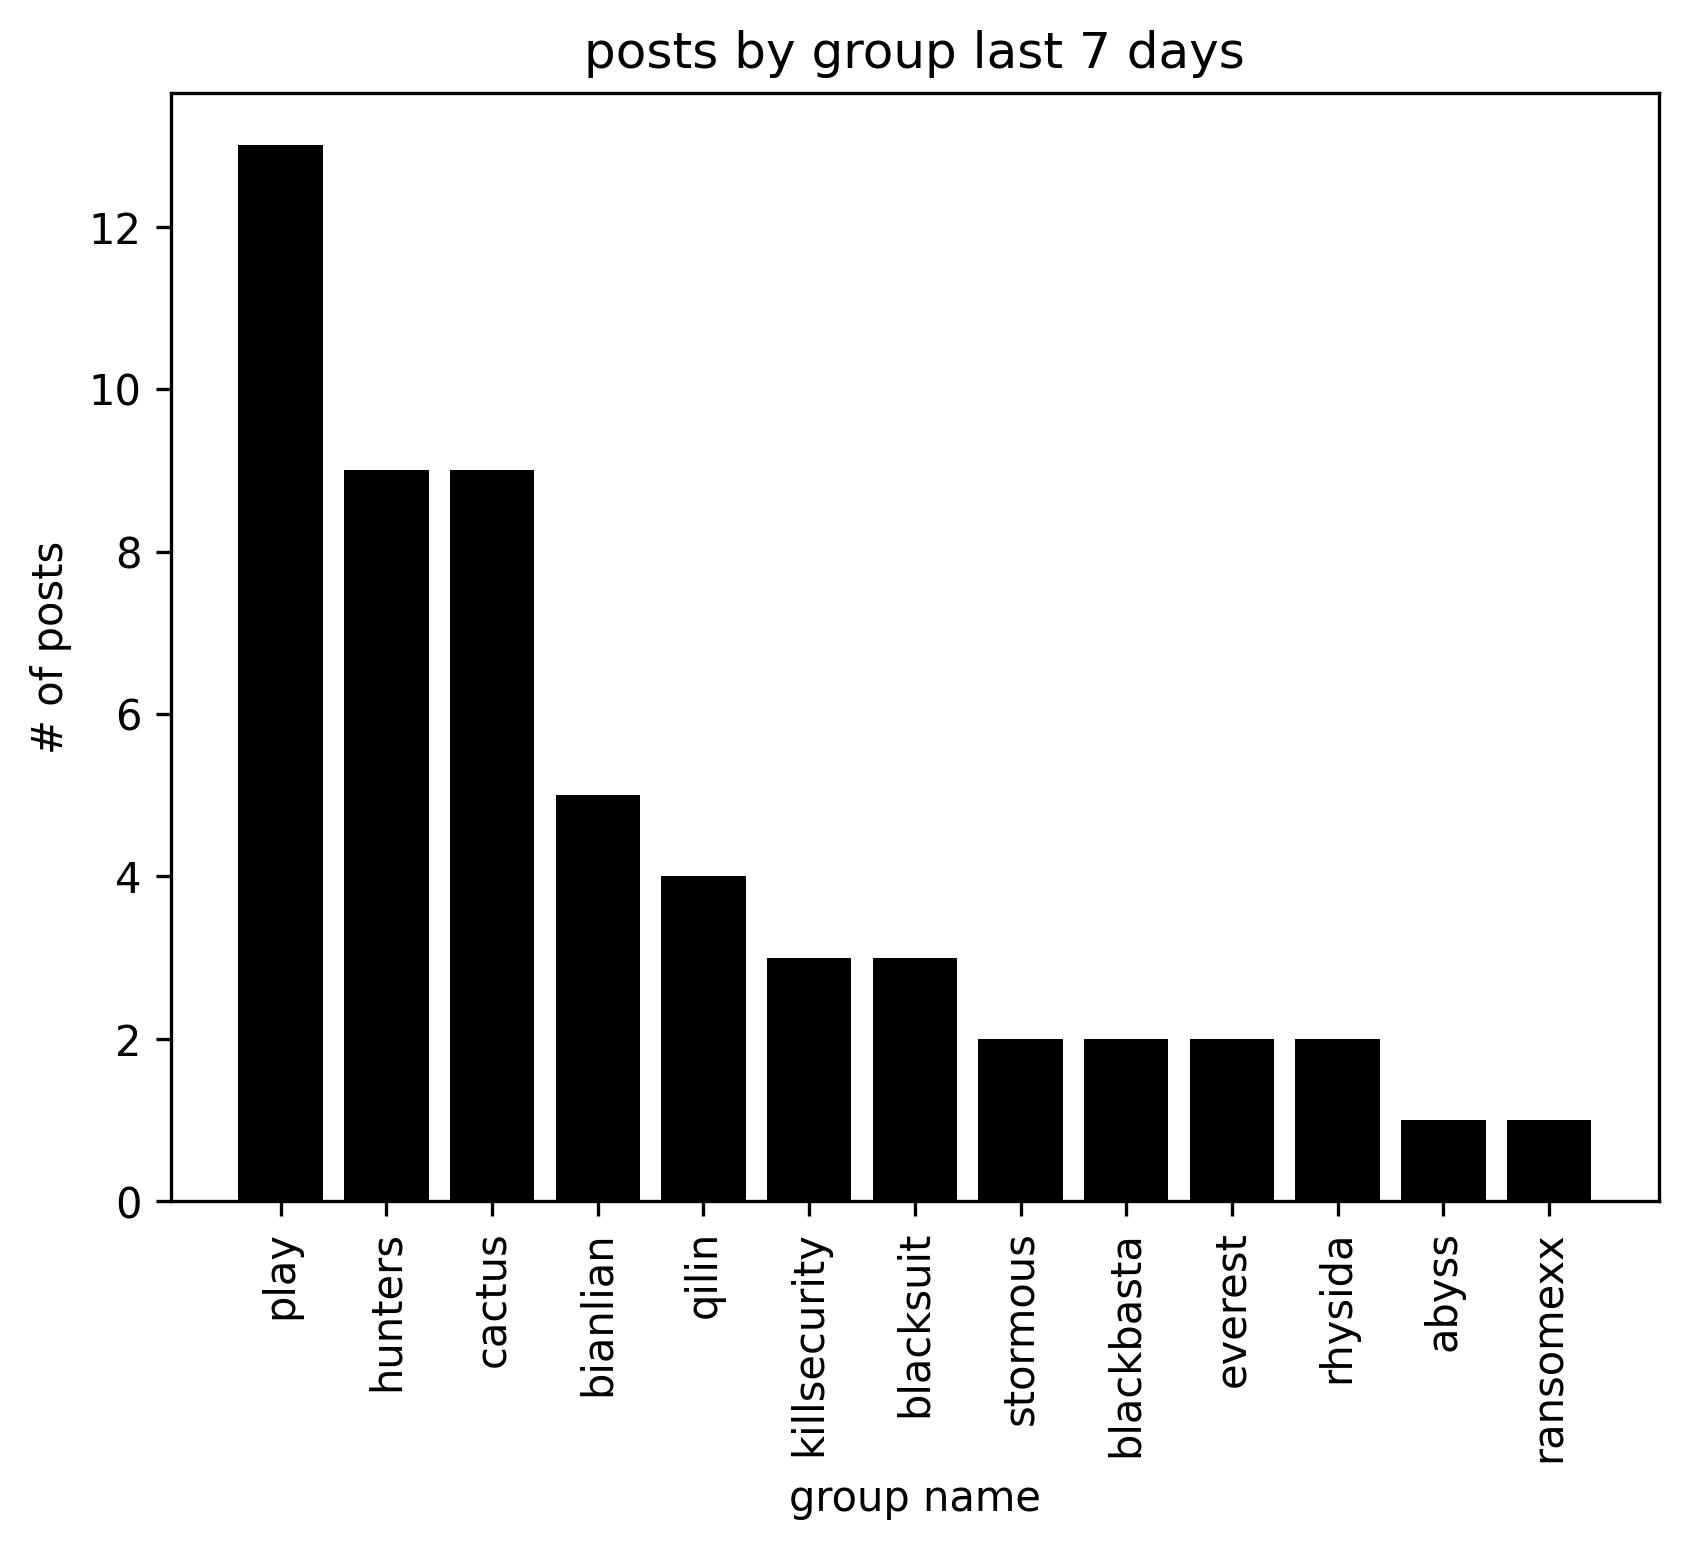 posts by group last 7 days
12
10
8
6
4
2
0
# of posts
play
hunters
cactus
bianlian
qilin
killsecurity
blacksuit
stormous
blackbasta
everest
rhysida
abyss
ransomexx
group name